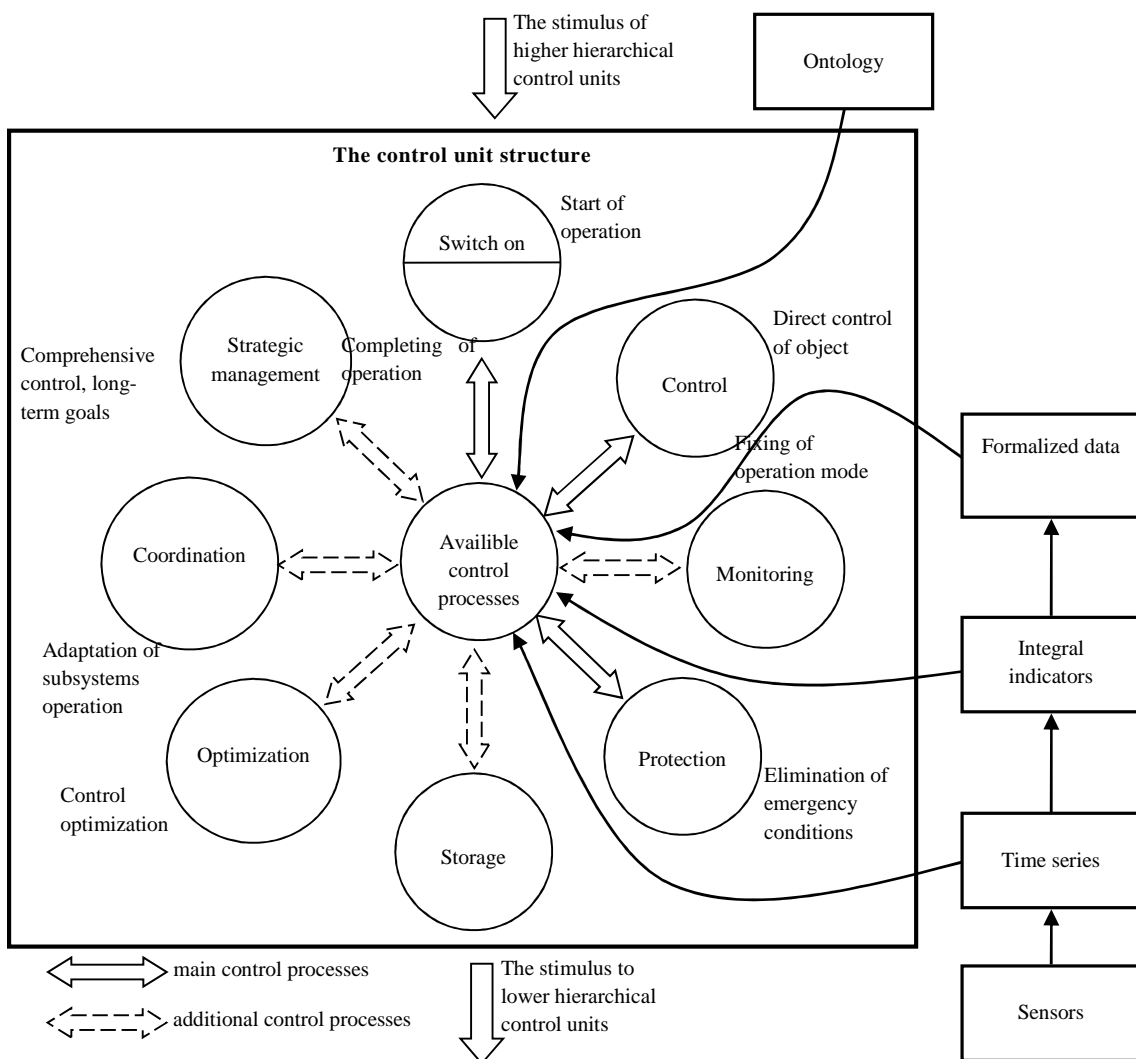 The stimulus of
higher hierarchical
control units
Ontology
The control unit structure
Switch on
Start of
operation
Strategic
management
Completing of
operation
Comprehensive
control, long-
term goals
Direct control
of object
Control
Fixing of
operation mode
Formalized data
Coordination
Availible
control
processes
Monitoring
Adaptation of
subsystems
operation
Integral
indicators
Optimization
Protection
Control
optimization
Elimination of
emergency
conditions
Storage
Time series
main control processes
additional control processes
The stimulus to
lower hierarchical
control units
Sensors